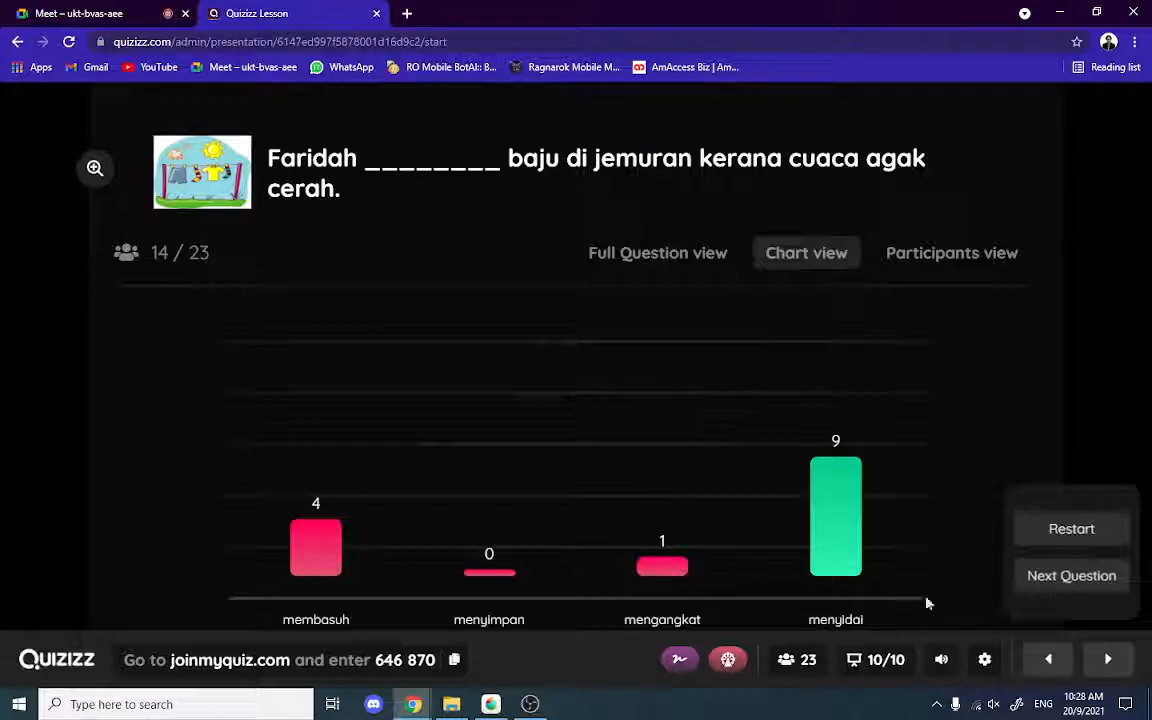 Meet – ukt-bvas-aee
Quizizz Lesson
quizizz.com/admin/presentation/6147ed997f5878001d16d9c2/start
Apps
Gmail
YouTube
Meet – ukt-bvas-aee
WhatsApp
RO Mobile BotAI:: B...
Ragnarok Mobile M...
AmAccess Biz | Am...
Reading list
Faridah ________ baju di jemuran kerana cuaca agak
cerah.
14 / 23
Full Question view
Chart view
Participants view
4
0
1
9
membasuh
menyimpan
mengangkat
menyidai
Restart
Next Question
Quizizz
Go to joinmyquiz.com and enter 646 870
23
10/10
Type here to search
ENG
10:28 AM
20/9/2021